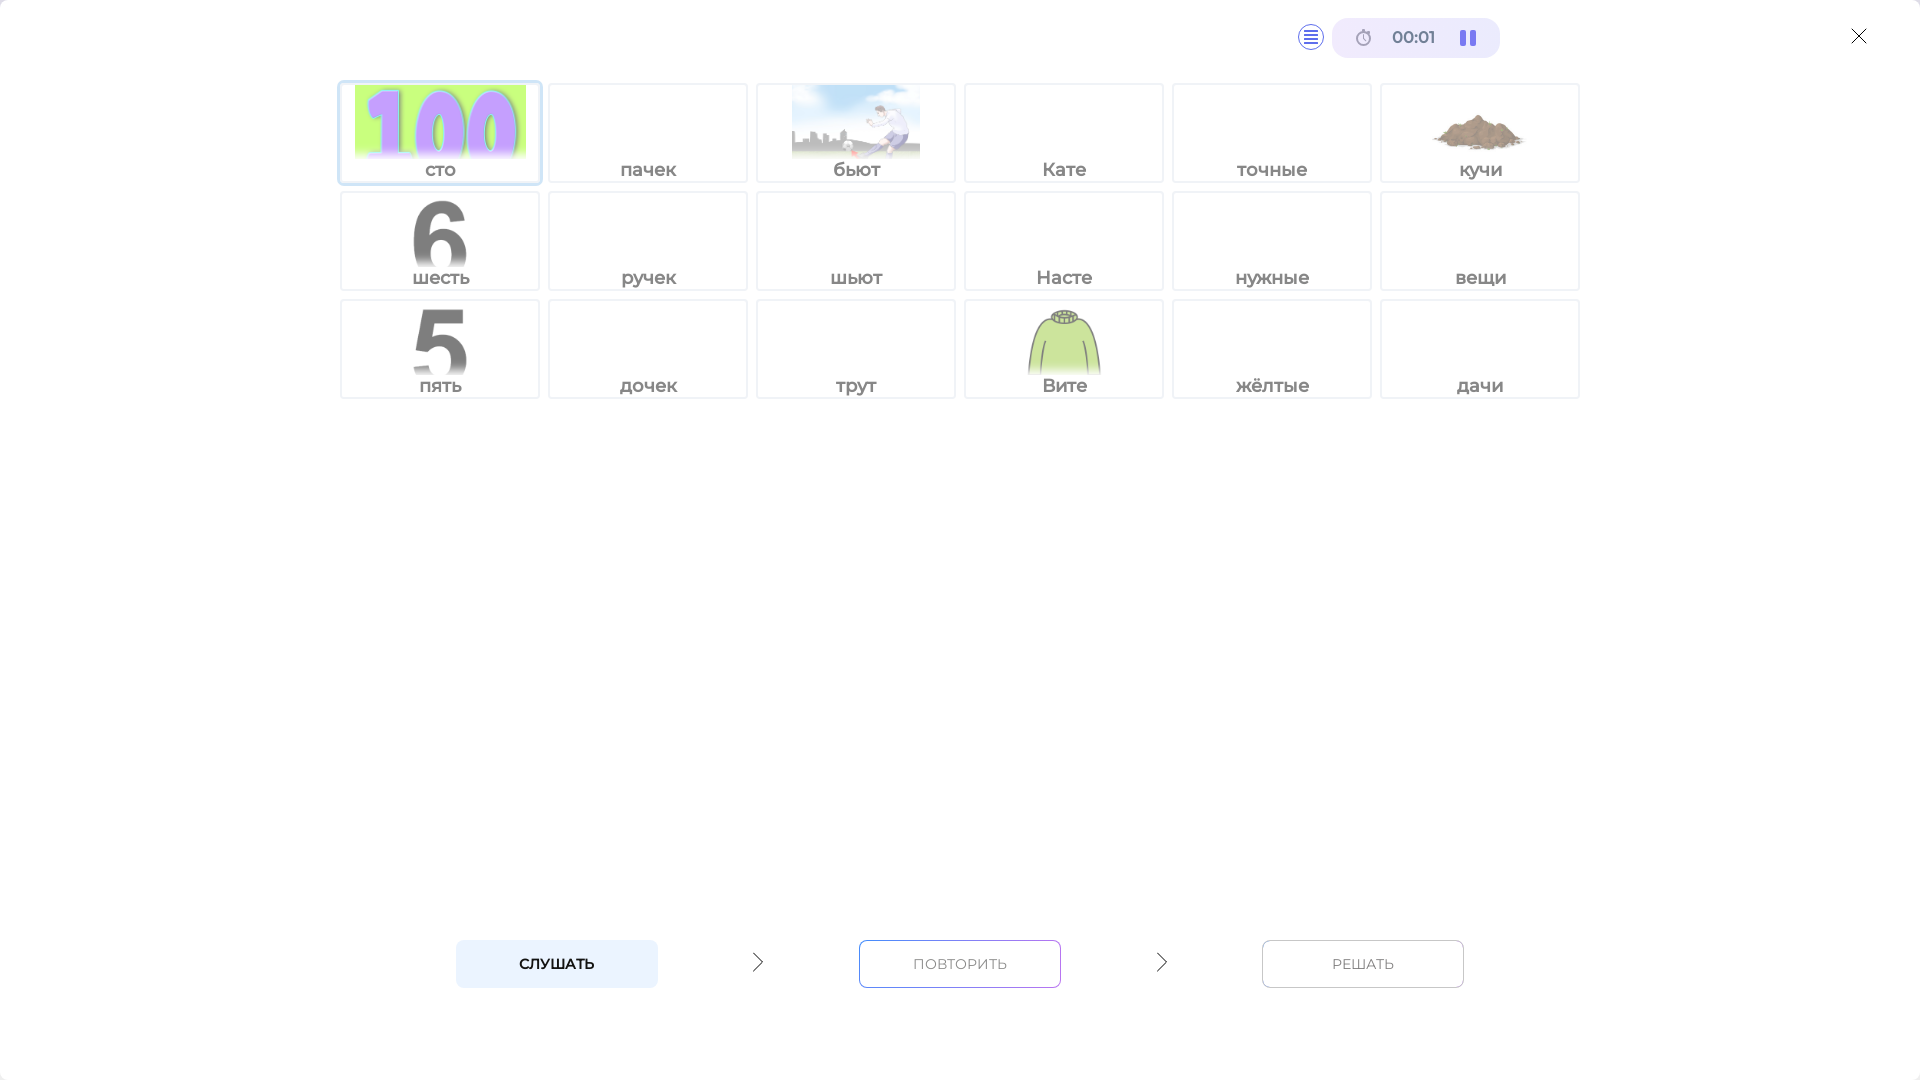 00:01
100
сто
пачек
бьют
Кате
точные
кучи
6
шесть
ручек
шьют
Насте
нужные
вещи
5
пять
дочек
трут
Вите
жёлтые
дачи
СЛУШАТЬ
ПОВТОРИТЬ
РЕШАТЬ